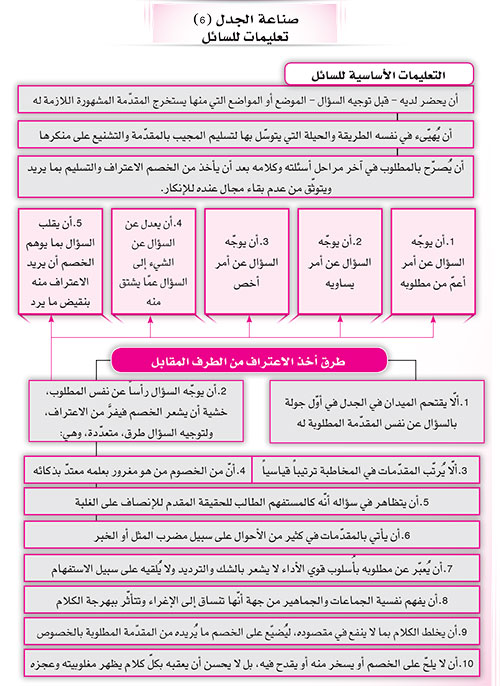 صناعة الجدل (6)
تعليمات للسائل
التعليمات الأساسية للسائل
أن يحضر لديه – قبل توجيه السؤال – الموضع أو المواضع التي منها يستخرج المقدّمة المشهورة اللازمة له
أن يُهيّىء في نفسه الطريقة والحيلة التي يتوسّل بها لتسليم المجيب بالمقدّمة والتشنيع على منكرها
أن يُصرّح بالمطلوب في آخر مراحل أسئلته وكلامه بعد أن يأخذ من الخصم الاعتراف والتسليم بما يريد
ويتوثّق من عدم بقاء مجال عنده للإنكار.
1. أن يوجّه
السؤال عن أمر
أعمّ من مطلوبه
2. أن يوجّه
السؤال عن أمر
يساويه
3. أن يوجّه
السؤال عن أمر
أخص
4. أن يعدل عن
السؤال عن
الشيء إلى
السؤال عمّا يشتق
منه
5. أن يقلب
السؤال بما يوهم
الخصم أن يريد
الاعتراف منه
بنقيض ما يرد
طرق أخذ الاعتراف من الطرف المقابل
1. ألّا يقتحم الميدان في الجدل في أوّل جولة
بالسؤال عن نفس المقدّمة المطلوبة له
2. أن يوجّه السؤال رأساً عن نفس المطلوب،
خشية أن يشعر الخصم فيفرَّ من الاعتراف،
ولتوجيه السؤال طرق، متعدّدة، وهي:
3. ألّا يُرتّب المقدّمات في المخاطبة ترتيباً قياسياً
4. أنّ من الخصوم من هو مغرور بعلمه معتدّ بذكائه
5. أن يتظاهر في سؤاله أنّه كالمستفهم الطالب للحقيقة المقدم للإنصاف على الغلبة
6. أن يأتي بالمقدّمات في كثير من الأحوال على سبيل مضرب المثل أو الخبر
7. أن يُعبّر عن مطلوبه بأسلوب قوي الأداء لا يشعر بالشك والترديد ولا يُلقيه على سبيل الاستفهام
8. أن يفهم نفسية الجماعات والجماهير من جهة أنّها تنساق إلى الإغراء وتتأثّر ببهرجة الكلام
9. أن يخلط الكلام بما لا ينفع في مقصوده، ليُضيّع على الخصم ما يُريده من المقدمة المطلوبة بالخصوص
10. أن لا يلحّ على الخصم أو يسخر منه أو يقدح فيه، بل لا يحسن أن يعقبه بكلّ كلام يظهر مغلوبيته وعجزه